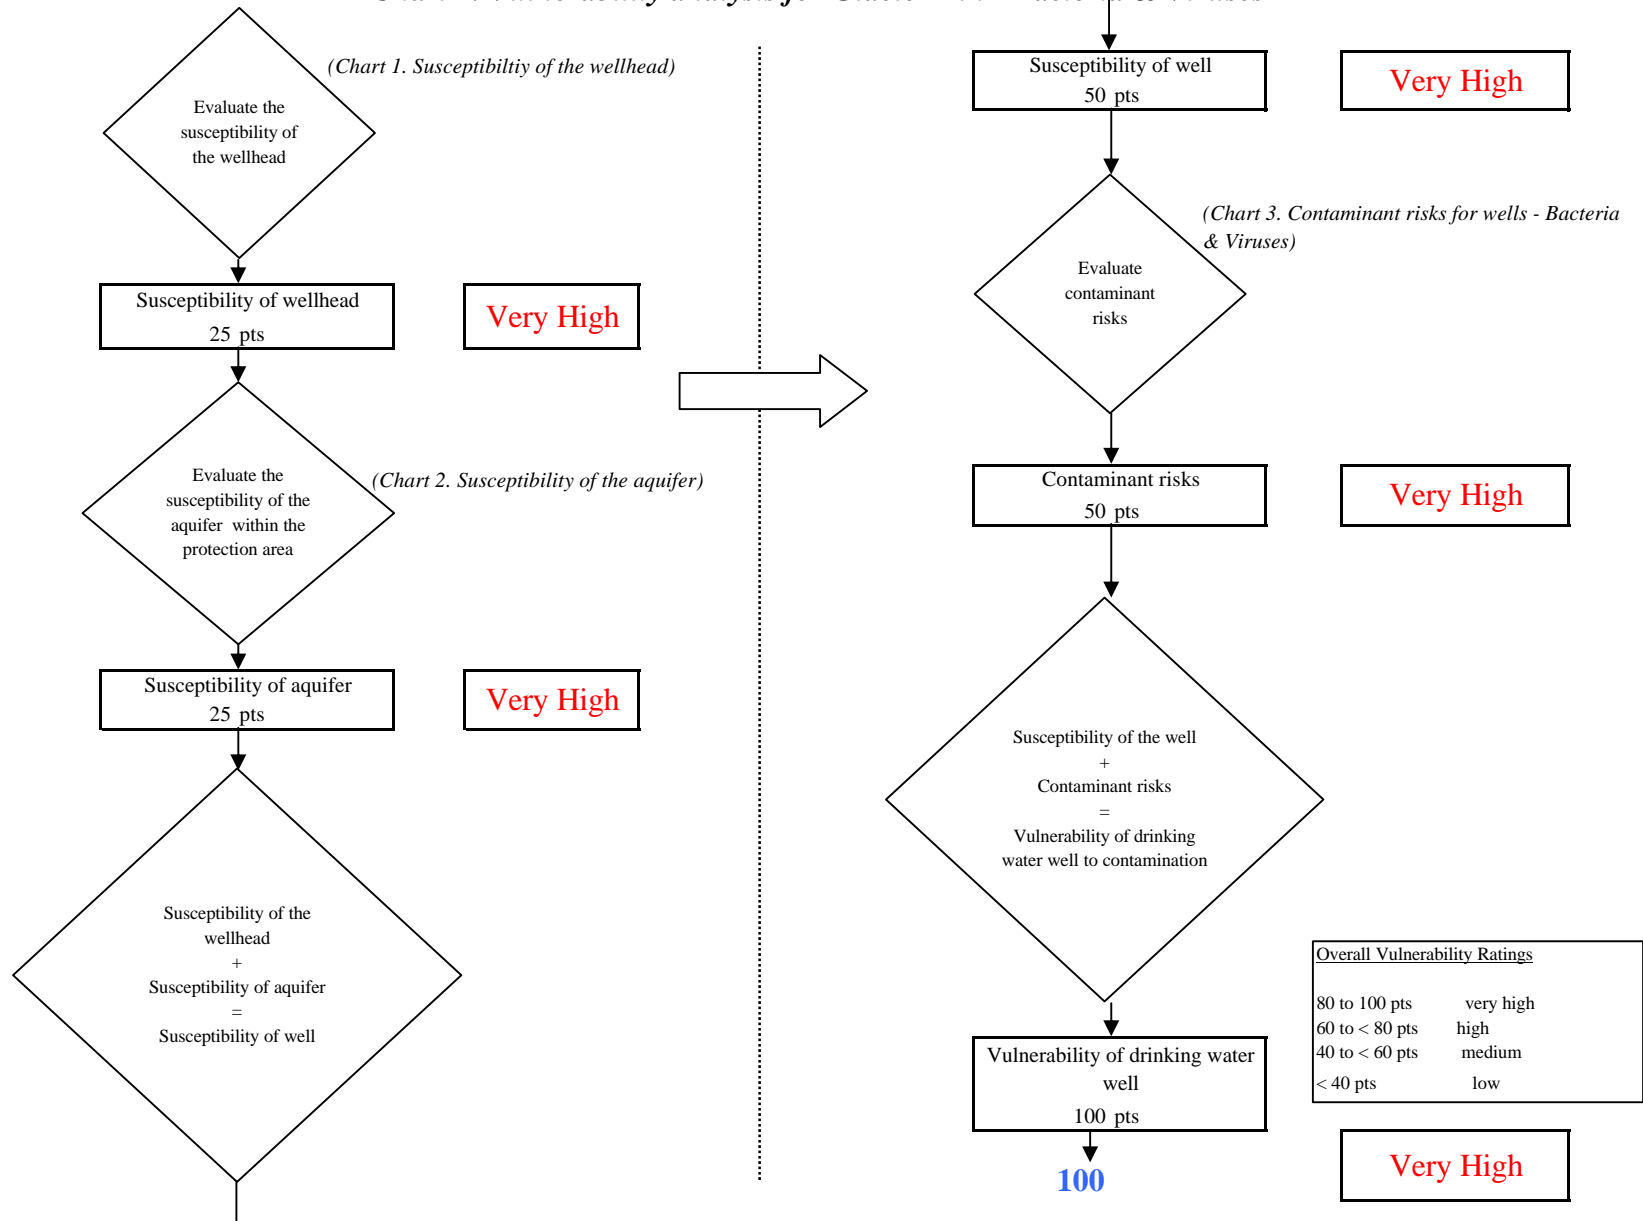 (Chart 1. Susceptibiltiy of the wellhead)
Evaluate the
susceptibility of
the wellhead
Susceptibility of wellhead
25 pts
Very High
Evaluate the
susceptibility of the
aquifer within the
protection area
(Chart 2. Susceptibility of the aquifer)
Susceptibility of aquifer
25 pts
Very High
Susceptibility of the
wellhead
+
Susceptibility of aquifer
=
Susceptibility of well
Susceptibility of well
50 pts
Very High
(Chart 3. Contaminant risks for wells - Bacteria
& Viruses)
Evaluate
contaminant
risks
Contaminant risks
50 pts
Very High
Susceptibility of the well
+
Contaminant risks
=
Vulnerability of drinking
water well to contamination
Overall Vulnerability Ratings
80 to 100 pts very high
60 to < 80 pts high
40 to < 60 pts medium
< 40 pts low
Vulnerability of drinking water
well
100 pts
100
Very High